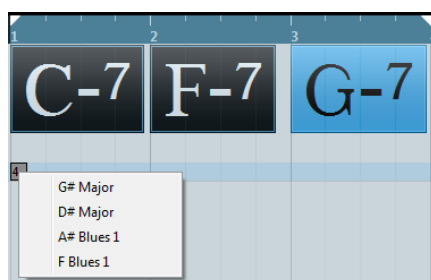 1 2 3
C-7 F-7 G-7
4
G# Major
D# Major
A# Blues 1
F Blues 1